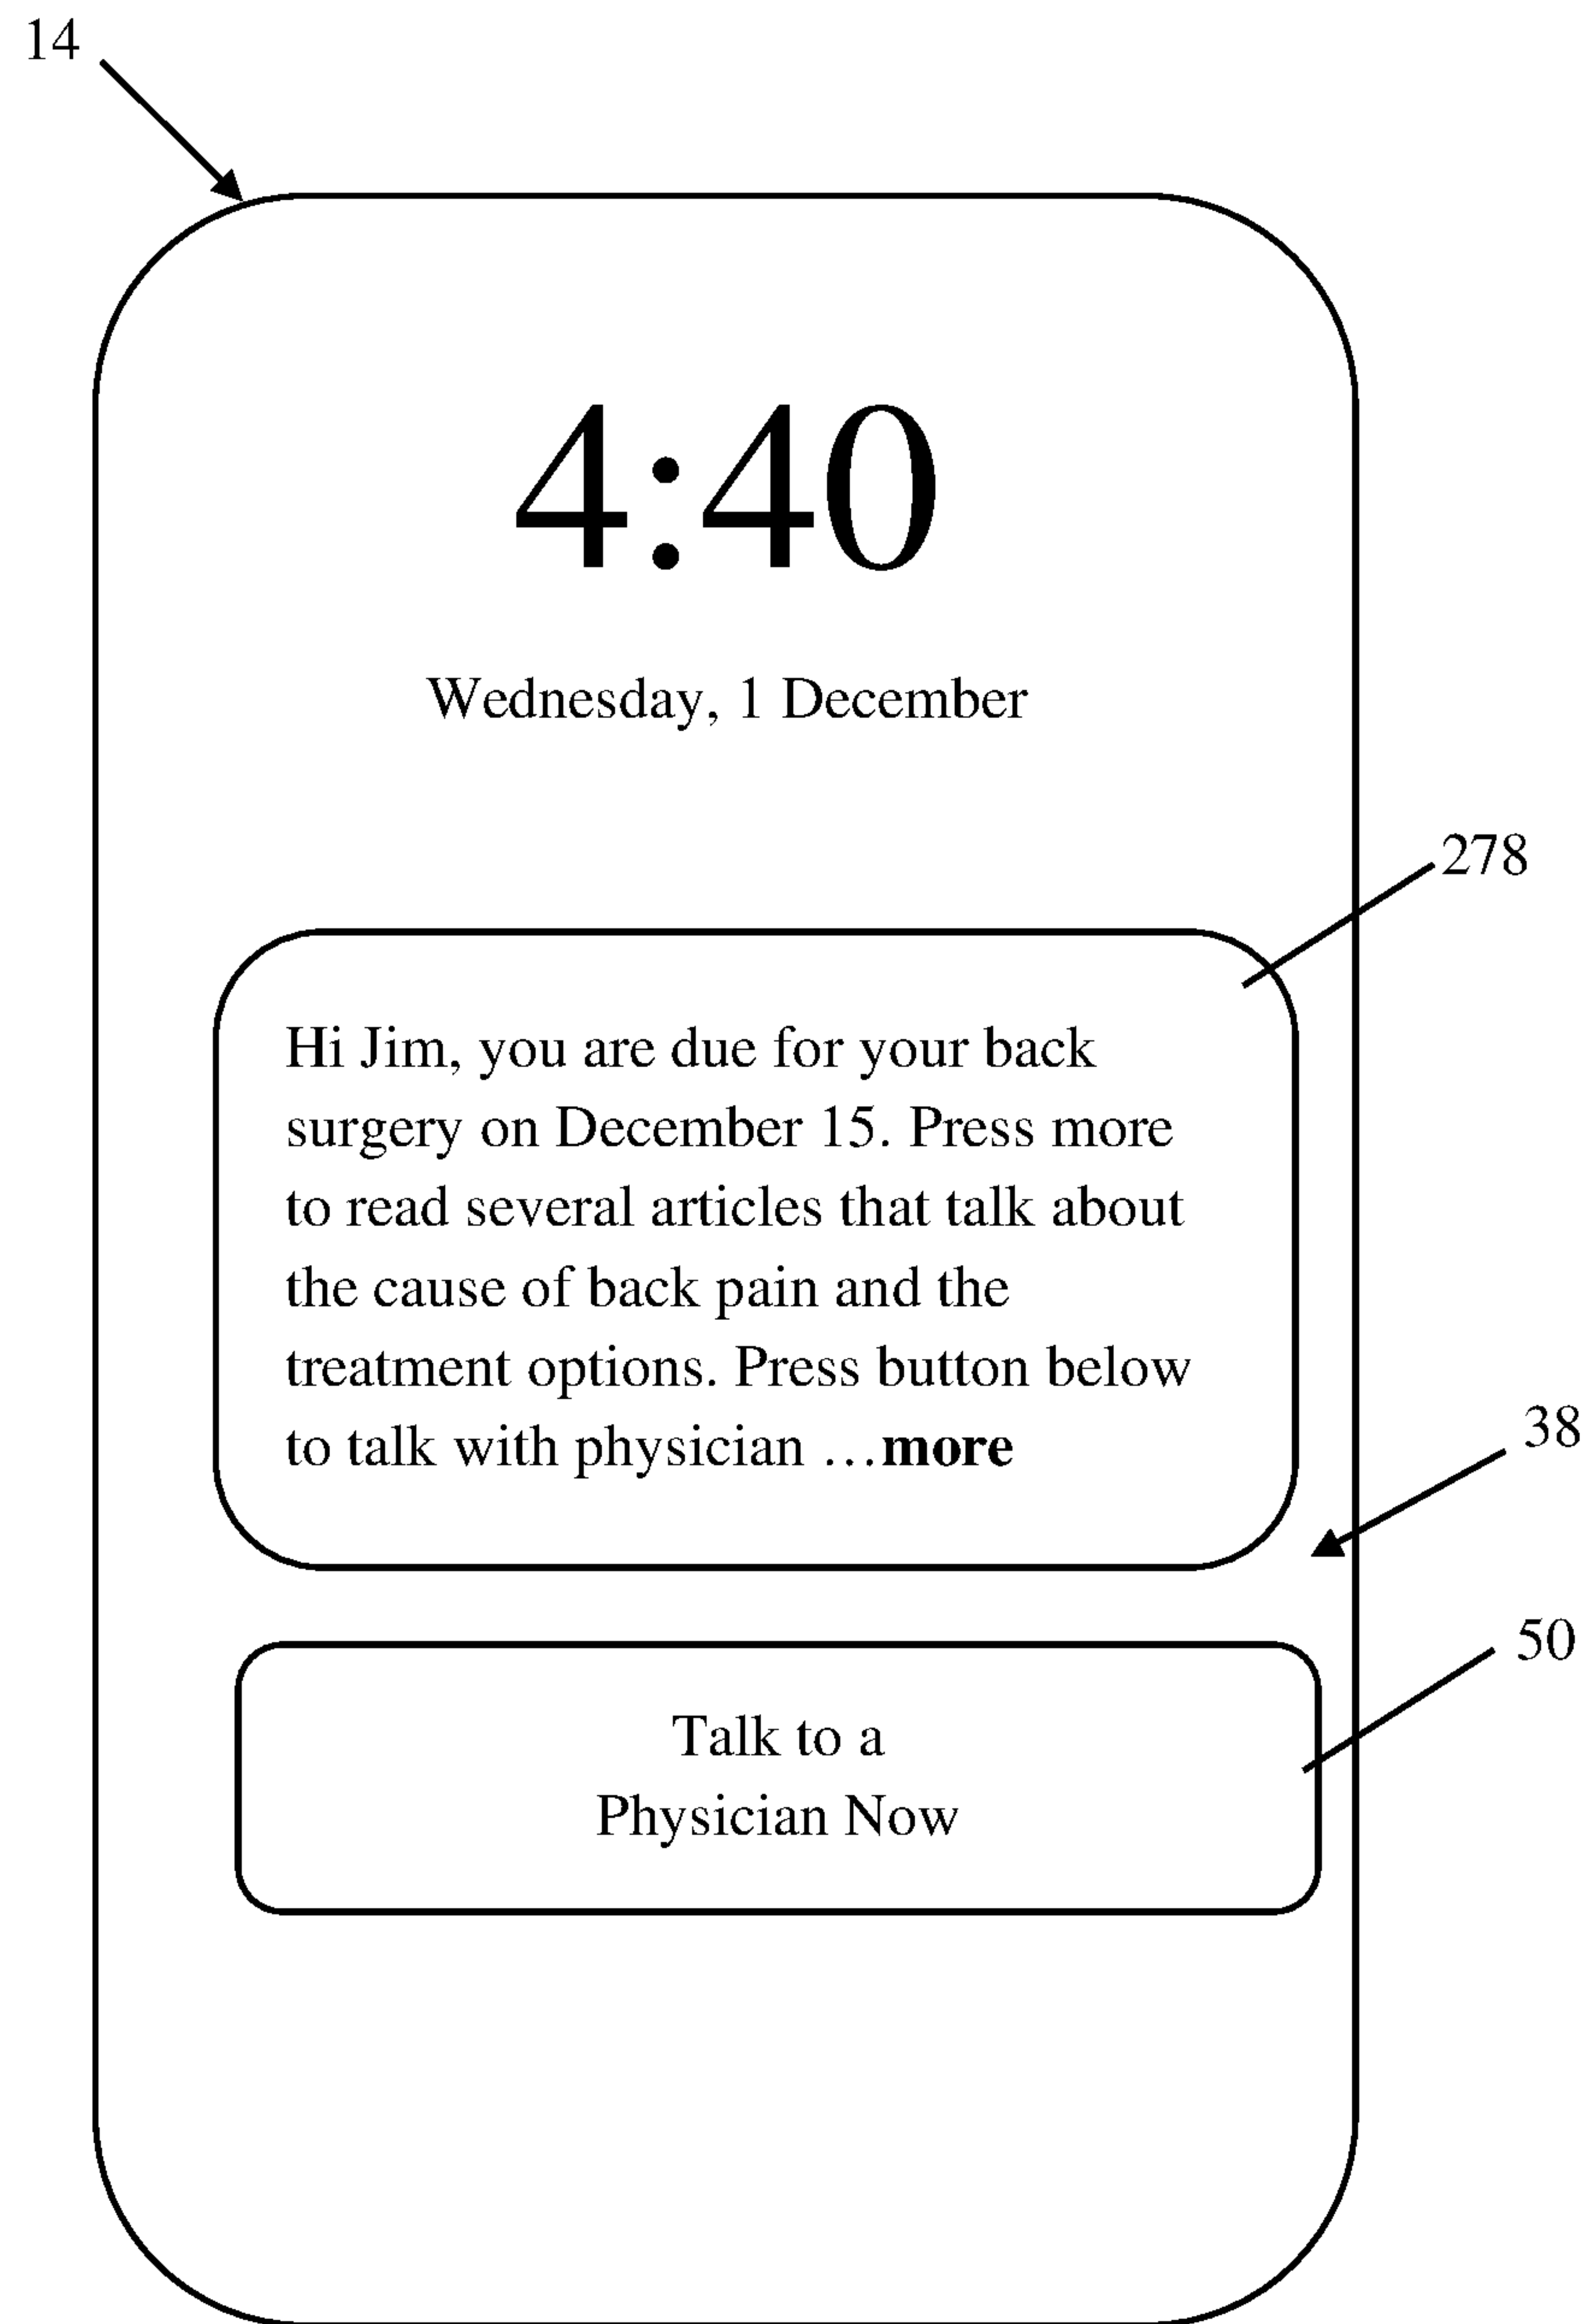 14
4:40
Wednesday, 1 December
278
Hi Jim, you are due for your back
surgery on December 15. Press more
to read several articles that talk about
the cause of back pain and the
treatment options. Press button below
to talk with physician …more
38
50
Talk to a
Physician Now